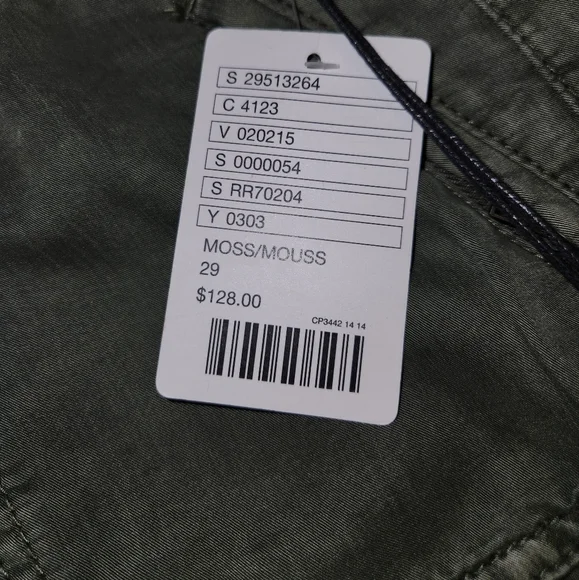 S 29513264
C 4123
V 020215
S 0000054
S RR70204
Y 0303
MOSS/MOUSS
29
$128.00
CP3442 14 14